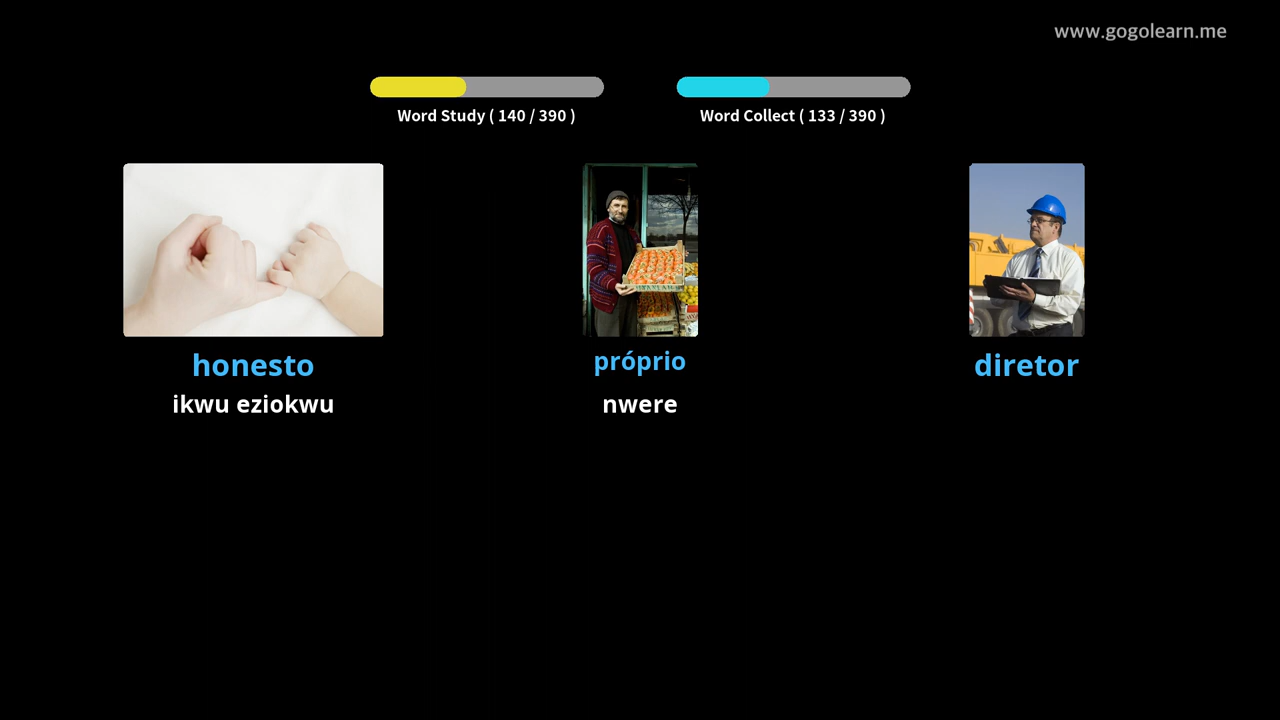 www.gogolearn.me
Word Study ( 140 / 390 )
Word Collect ( 133 / 390 )
honesto
próprio
diretor
ikwu eziokwu
nwere